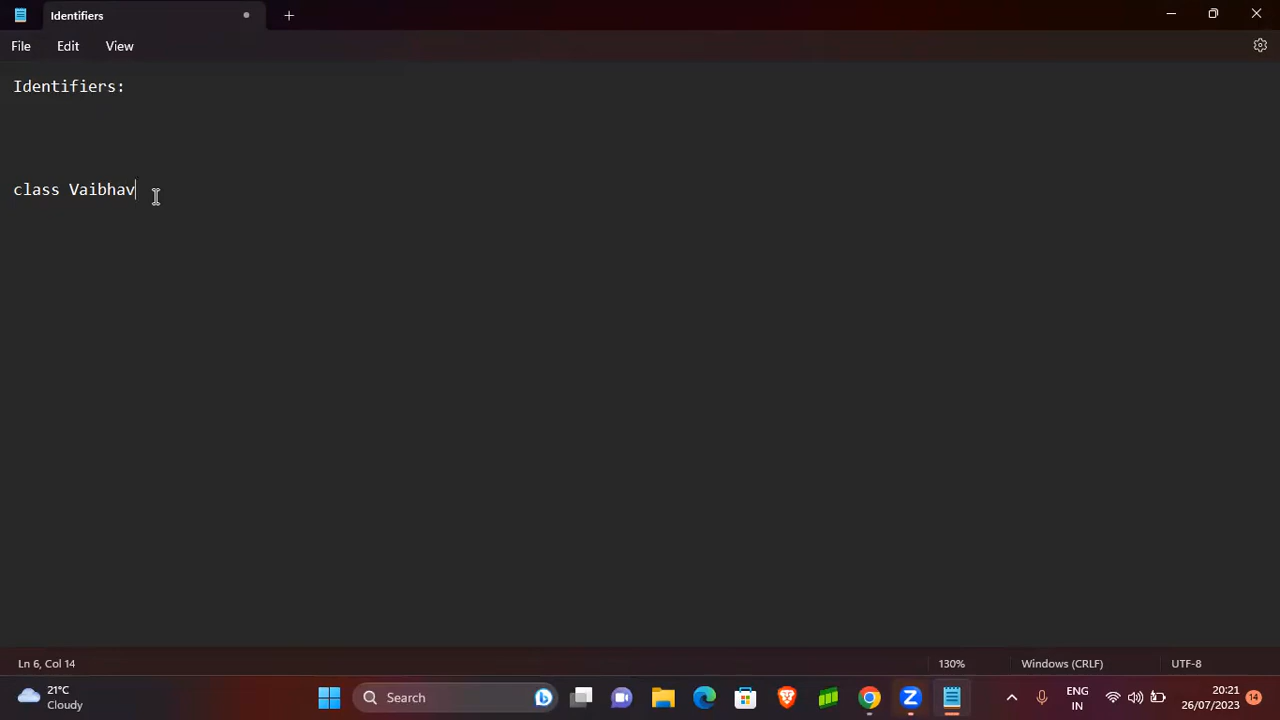 Identifiers
File Edit View
Identifiers:
class Vaibhav
Ln 6, Col 14 130% Windows (CRLF) UTF-8
21°C
Cloudy
Search
ENG
IN
20:21
26/07/2023
14